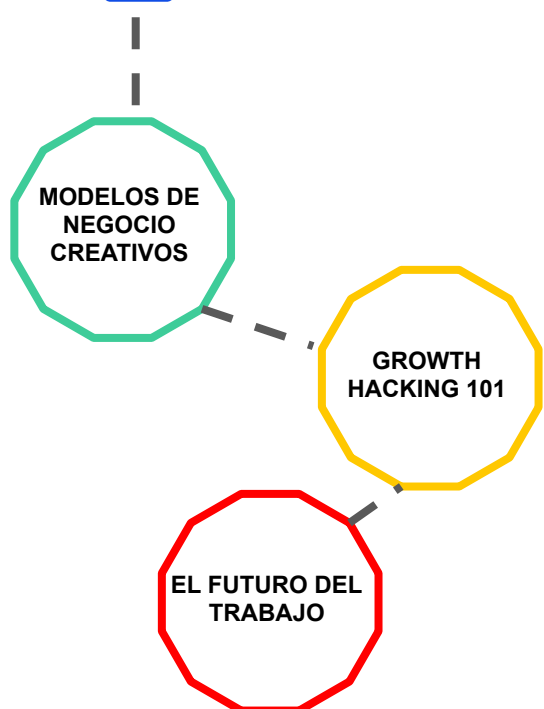 MODELOS DE
NEGOCIO
CREATIVOS
GROWTH
HACKING 101
EL FUTURO DEL
TRABAJO